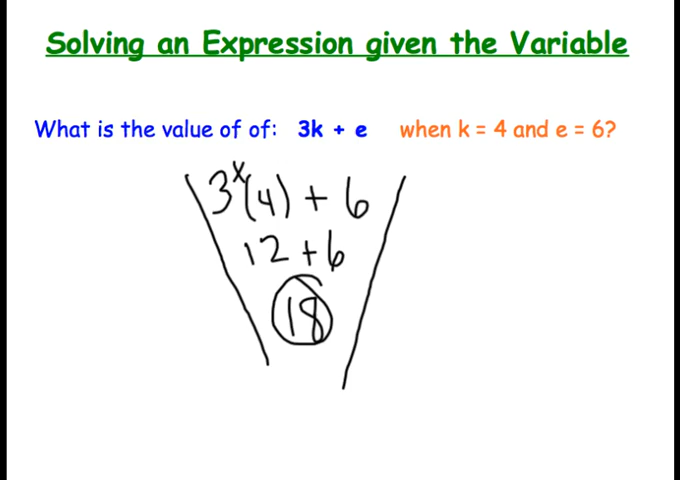 Solving an Expression given the Variable
What is the value of of: 3k + e when k = 4 and e = 6?
3x(4) + 6
12 + 6
18